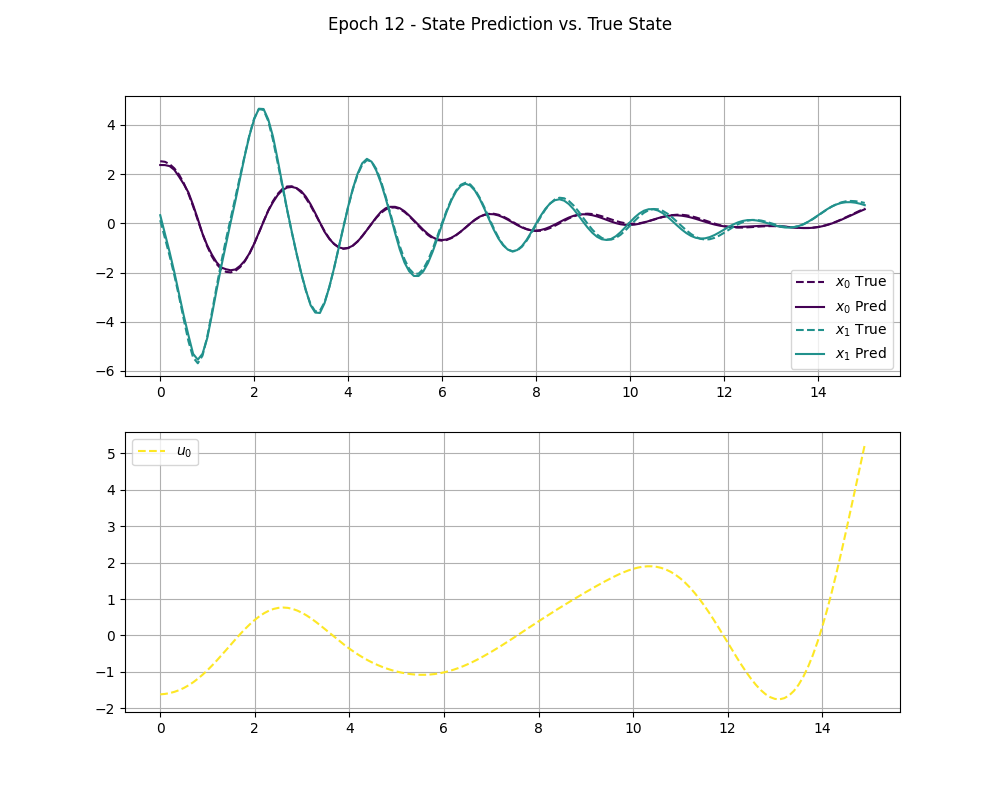 Epoch 12 - State Prediction vs. True State
4
2
0
−2
−4
−6
x₀ True
x₀ Pred
x₁ True
x₁ Pred
0 2 4 6 8 10 12 14
u₀
5
4
3
2
1
0
−1
−2
0 2 4 6 8 10 12 14